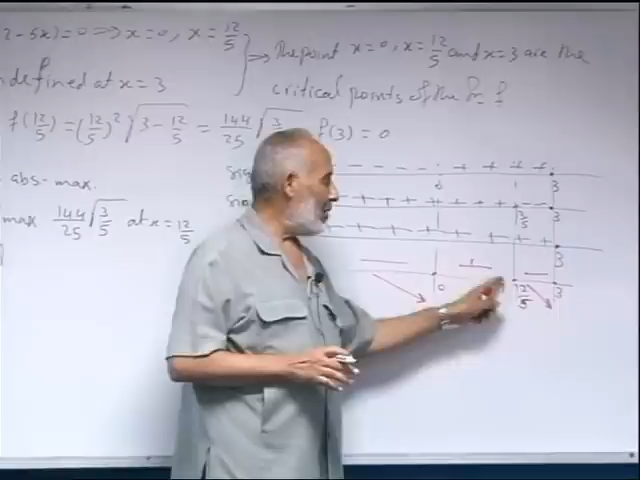 2-5x)=0 ⟹ x=0, x=12/5
⟹ The point x=0, x=12/5 and x=3 are the
ndefined at x=3
critical points of the fn f
f(12/5)=(12/5)² √(3-12/5) = 144/25 √(3/5) f(3)=0
abs-max.
max 144/25 √(3/5) at x=12/5
- - - - + + + +
0 3
+ + + + + + - -
3
+ +
3
— + —
0 12/5 3